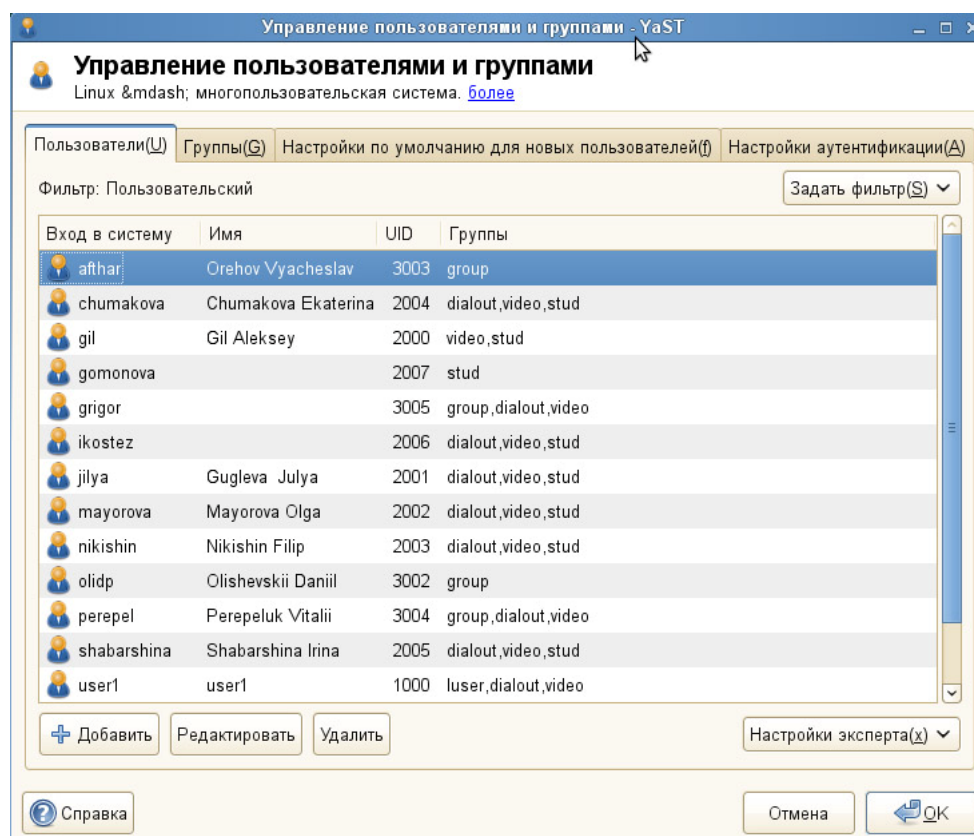 Управление пользователями и группами - YaST
Управление пользователями и группами
Linux &mdash; многопользовательская система. более
Пользователи(U) Группы(G) Настройки по умолчанию для новых пользователей(f) Настройки аутентификации(A)
Фильтр: Пользовательский Задать фильтр(S)
Вход в систему Имя UID Группы
afthar Orehov Vyacheslav 3003 group
chumakova Chumakova Ekaterina 2004 dialout,video,stud
gil Gil Aleksey 2000 video,stud
gomonova 2007 stud
grigor 3005 group,dialout,video
ikostez 2006 dialout,video,stud
jilya Gugleva Julya 2001 dialout,video,stud
mayorova Mayorova Olga 2002 dialout,video,stud
nikishin Nikishin Filip 2003 dialout,video,stud
olidp Olishevskii Daniil 3002 group
perepel Perepeluk Vitalii 3004 group,dialout,video
shabarshina Shabarshina Irina 2005 dialout,video,stud
user1 user1 1000 luser,dialout,video
Добавить Редактировать Удалить Настройки эксперта(x)
Справка Отмена OK